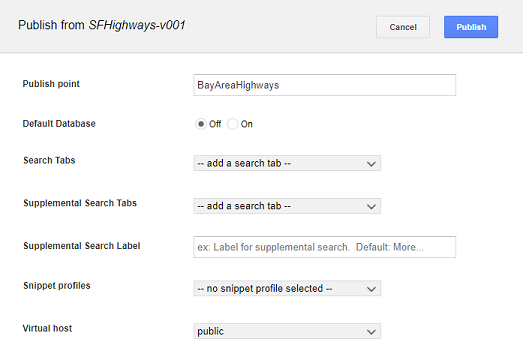 Publish from SFHighways-v001
Cancel
Publish
Publish point
BayAreaHighways
Default Database
Off
On
Search Tabs
-- add a search tab --
Supplemental Search Tabs
-- add a search tab --
Supplemental Search Label
ex: Label for supplemental search. Default: More...
Snippet profiles
-- no snippet profile selected --
Virtual host
public